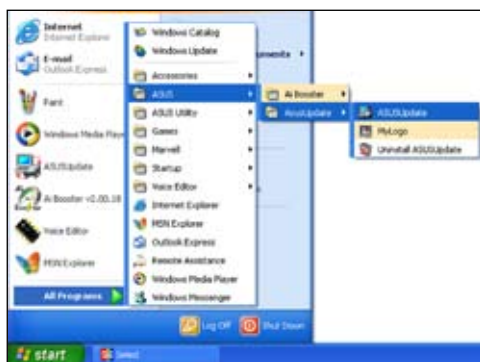 Internet
Internet Explorer
E-mail
Outlook Express
Paint
Windows Media Player
ASUSUpdate
Ai Booster v2.00.18
Voice Editor
MSN Explorer
All Programs
Windows Catalog
Windows Update
Accessories
ASUS
ASUS Utility
Games
Marvell
Startup
Voice Editor
Internet Explorer
MSN Explorer
Outlook Express
Remote Assistance
Windows Media Player
Windows Messenger
uments
Ai Booster
AsusUpdate
ASUSUpdate
MyLogo
Uninstall ASUSUpdate
Log Off
Shut Down
start